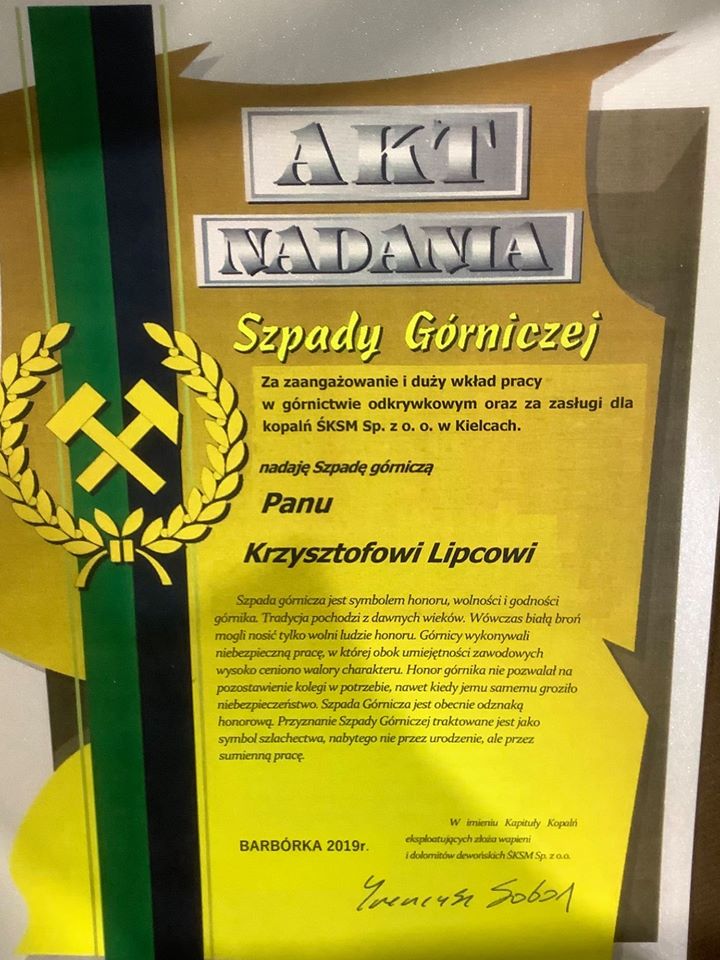 AKT
NADANIA
Szpady Górniczej
Za zaangażowanie i duży wkład pracy
w górnictwie odkrywkowym oraz za zasługi dla
kopalń ŚKSM Sp. z o. o. w Kielcach.
nadaję Szpadę górniczą
Panu
Krzysztofowi Lipcowi
Szpada górnicza jest symbolem honoru, wolności i godności
górnika. Tradycja pochodzi z dawnych wieków. Wówczas białą broń
mogli nosić tylko wolni ludzie honoru. Górnicy wykonywali
niebezpieczną pracę, w której obok umiejętności zawodowych
wysoko ceniono walory charakteru. Honor górnika nie pozwalał na
pozostawienie kolegi w potrzebie, nawet kiedy jemu samemu groziło
niebezpieczeństwo. Szpada Górnicza jest obecnie odznaką
honorową. Przyznanie Szpady Górniczej traktowane jest jako
symbol szlachectwa, nabytego nie przez urodzenie, ale przez
sumienną pracę.
W imieniu Kapituły Kopalń
eksploatujących złoża wapieni
i dolomitów dewońskich ŚKSM Sp. z o.o.
BARBÓRKA 2019r.
Ireneusz Soboń